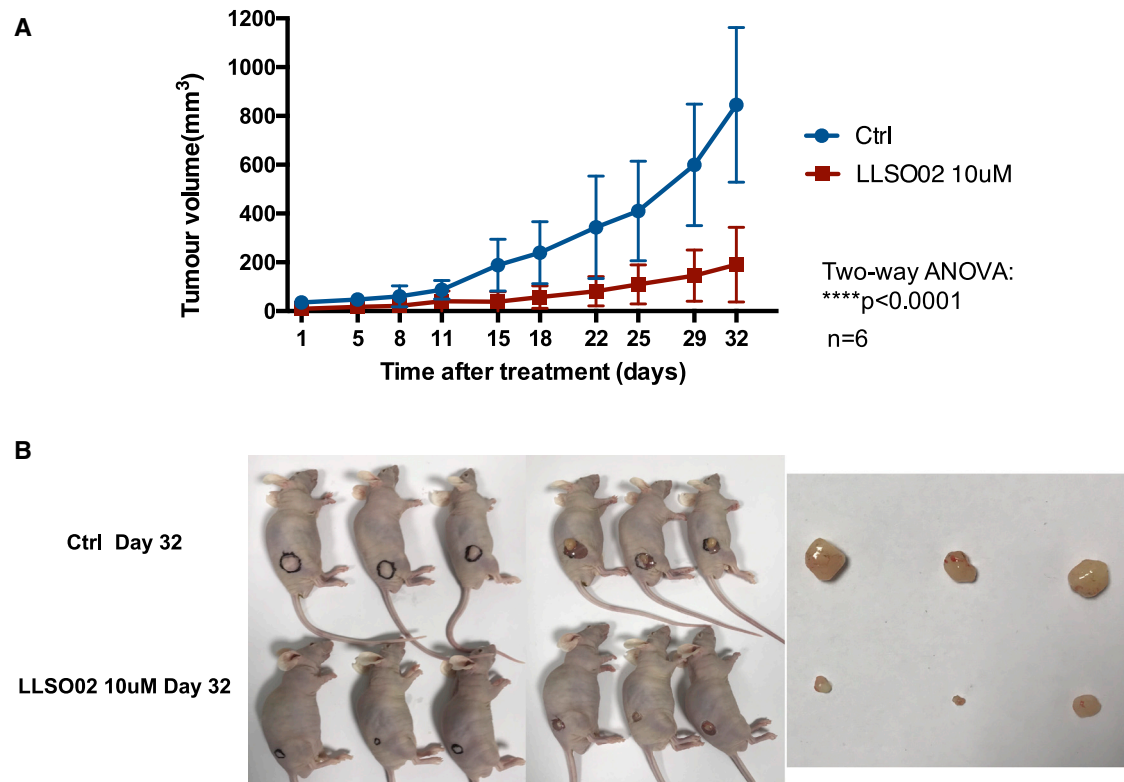 A
1200
1000
800
600
400
200
0
Tumour volume(mm³)
1 5 8 11 15 18 22 25 29 32
Time after treatment (days)
Ctrl
LLSO02 10uM
Two-way ANOVA:
****p<0.0001
n=6
B
Ctrl Day 32
LLSO02 10uM Day 32